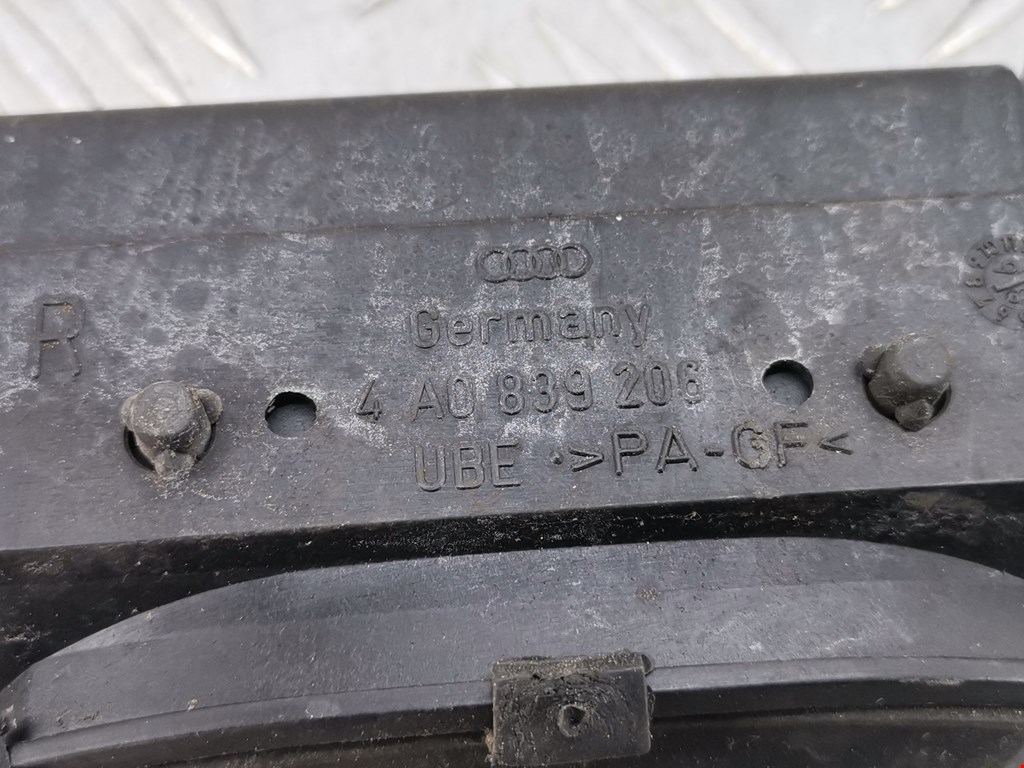 R
Germany
4 A0 839 206
UBE >PA-GF<